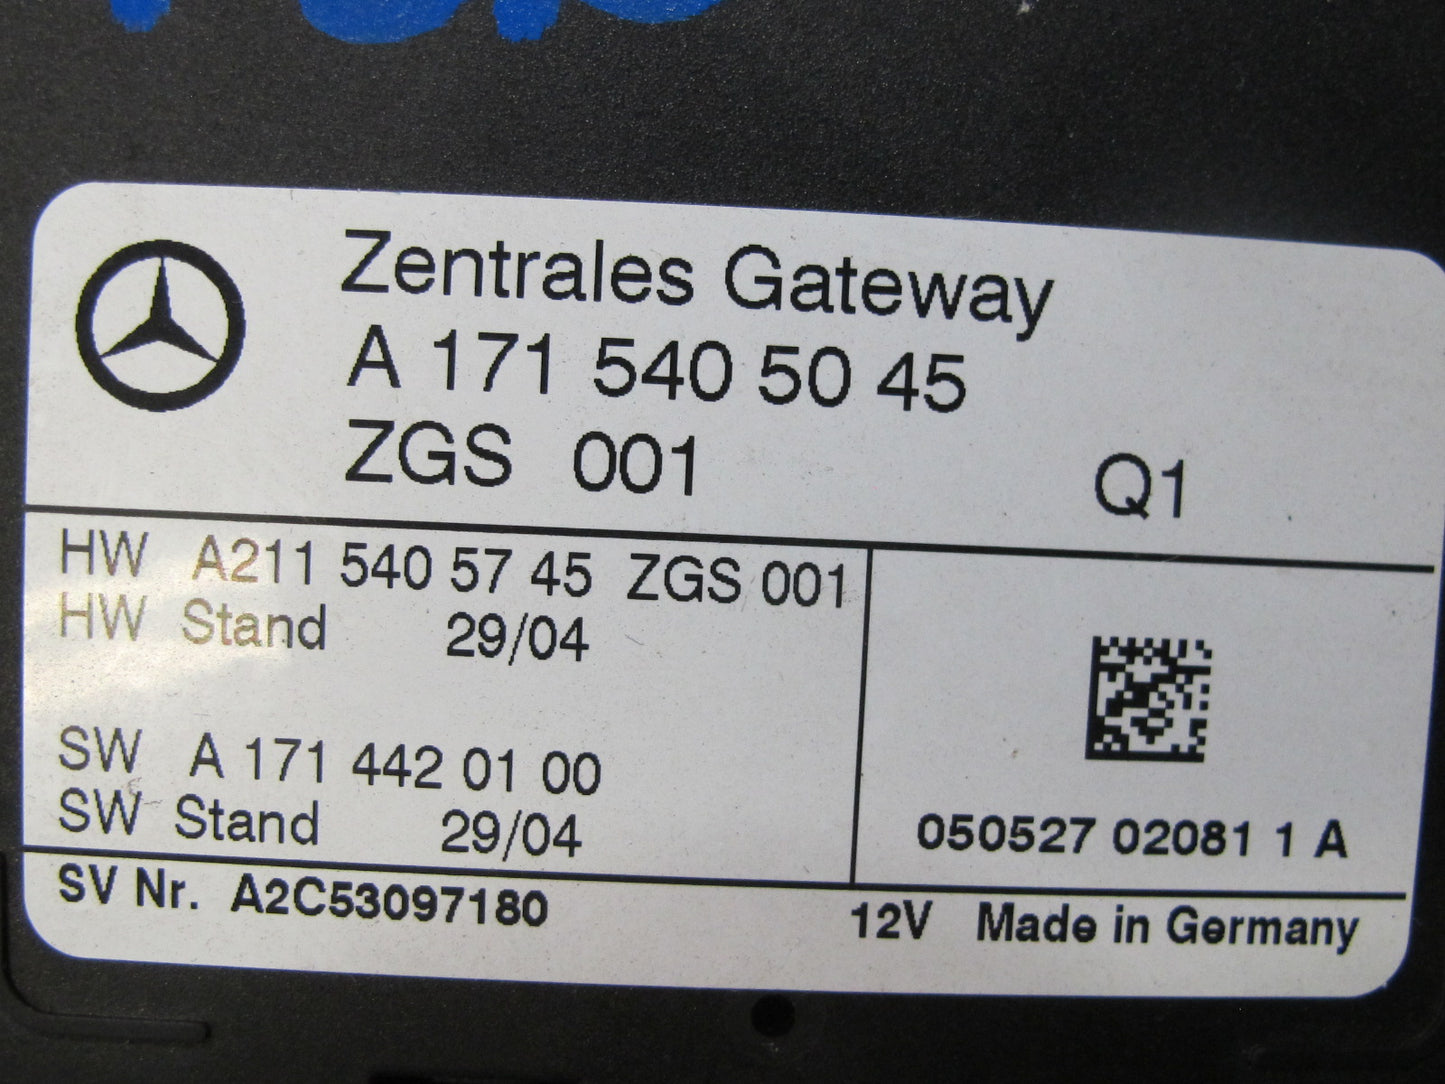 Zentrales Gateway
A 171 540 50 45
ZGS 001 Q1
HW A211 540 57 45 ZGS 001
HW Stand 29/04
SW A 171 442 01 00
SW Stand 29/04
050527 02081 1 A
SV Nr. A2C53097180
12V Made in Germany